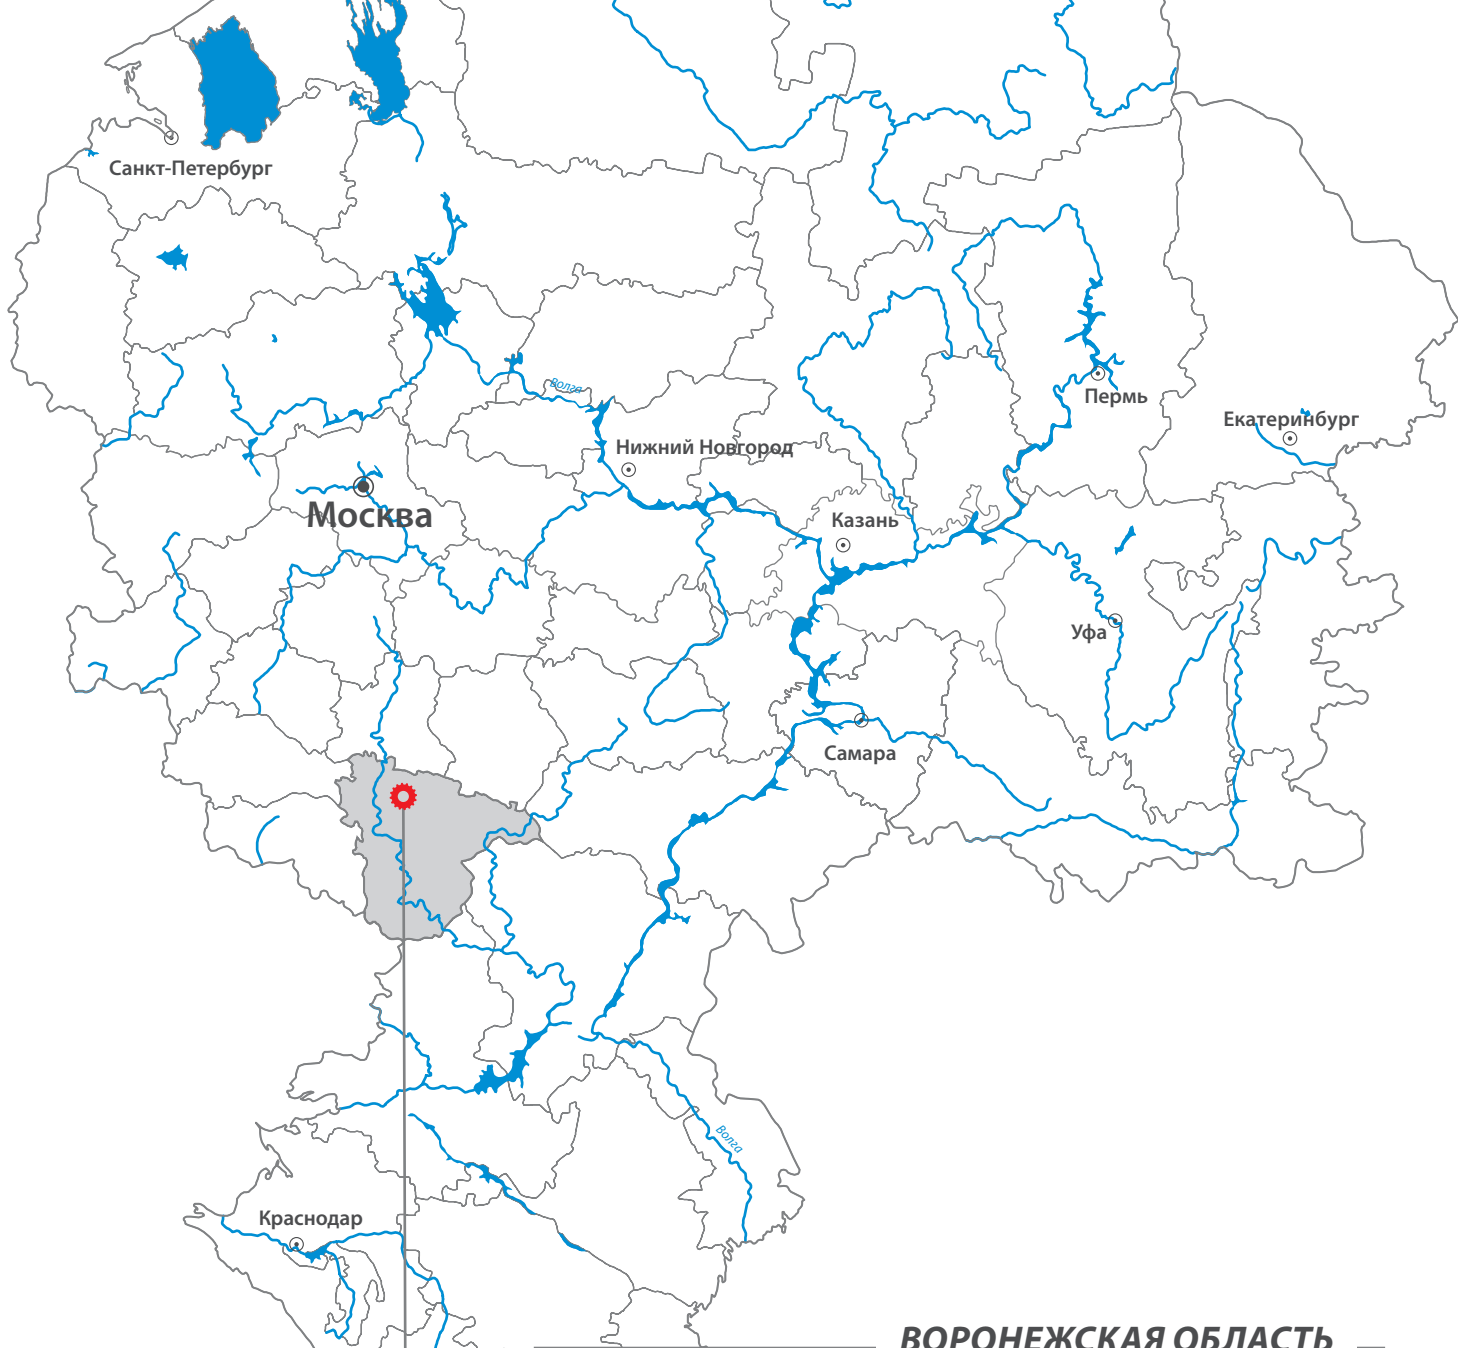 Санкт-Петербург
Волга
Пермь
Екатеринбург
Нижний Новгород
Москва
Казань
Уфа
Самара
Волга
Краснодар
ВОРОНЕЖСКАЯ ОБЛАСТЬ